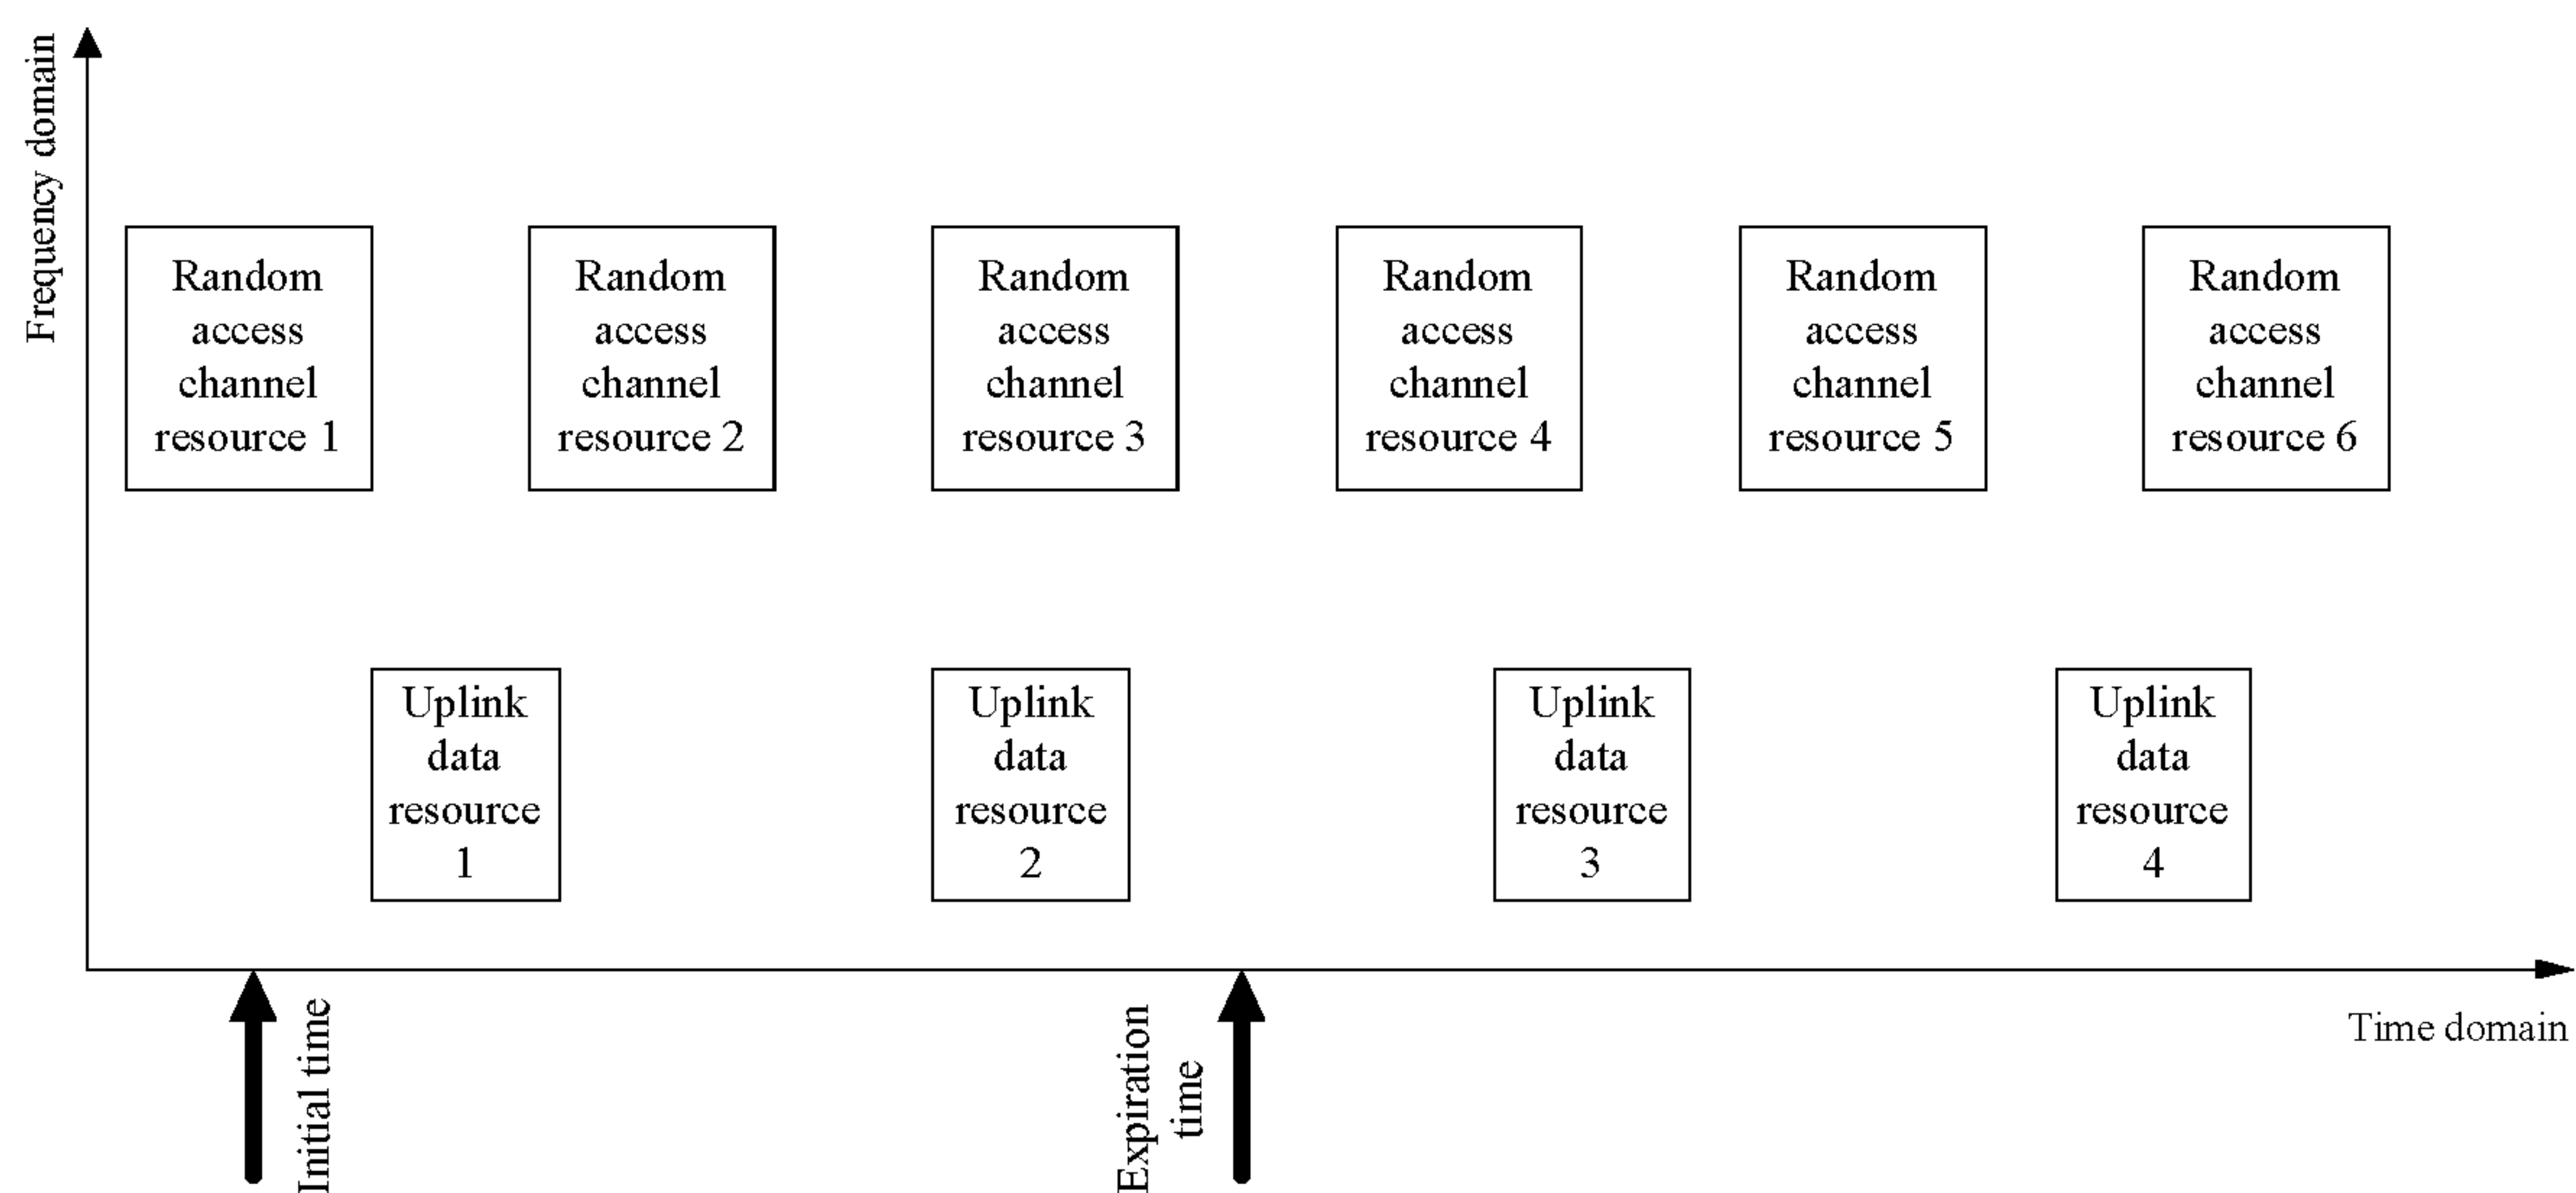 Frequency domain
Random
access
channel
resource 1
Random
access
channel
resource 2
Random
access
channel
resource 3
Random
access
channel
resource 4
Random
access
channel
resource 5
Random
access
channel
resource 6
Uplink
data
resource
1
Uplink
data
resource
2
Uplink
data
resource
3
Uplink
data
resource
4
Initial time
Expiration
time
Time domain